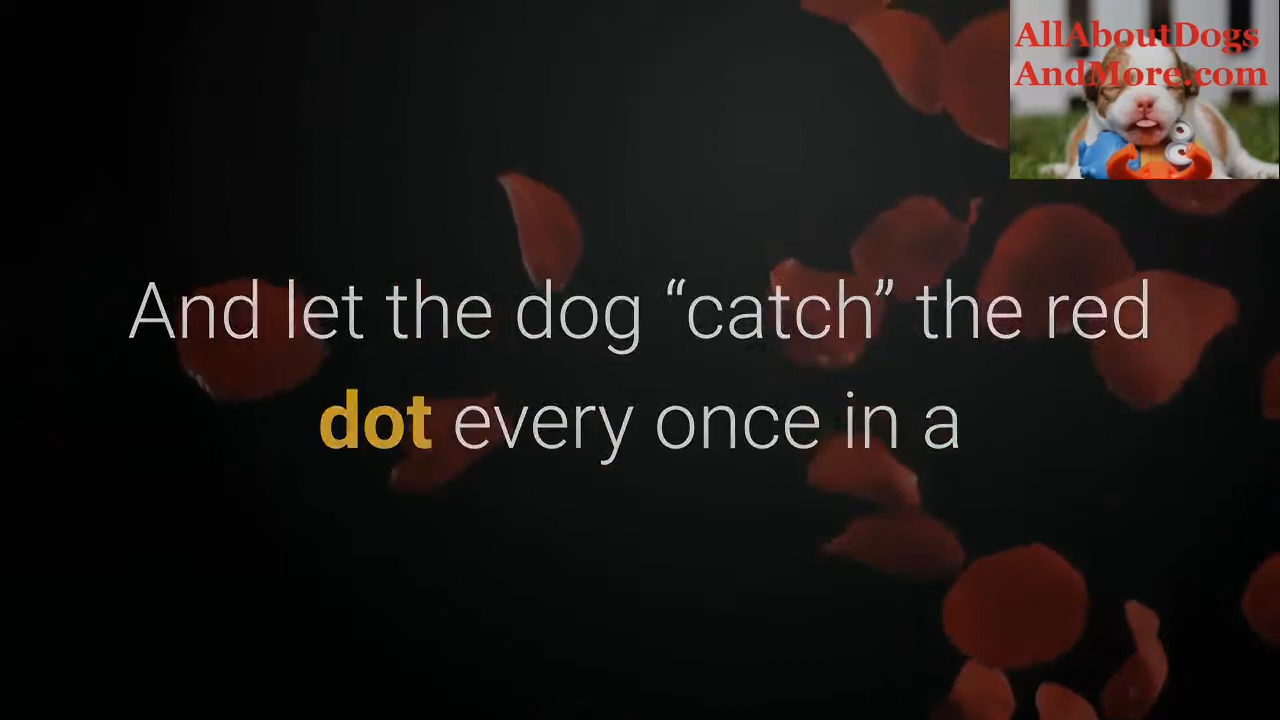 AllAboutDogs
AndMore.com
And let the dog “catch” the red
dot every once in a